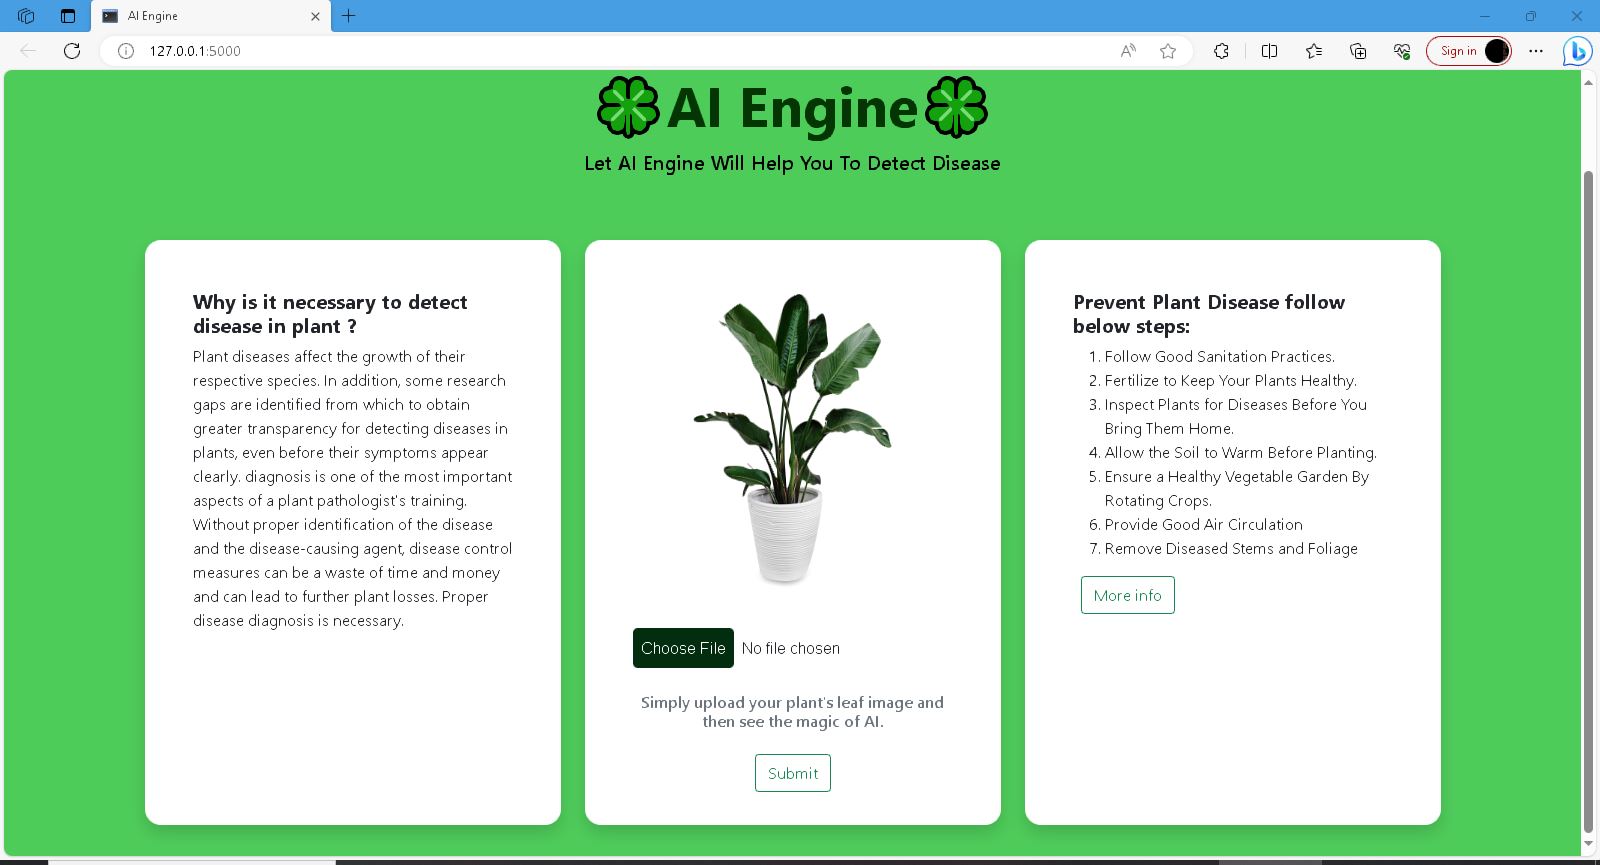 AI Engine
127.0.0.1:5000
Sign in
AI Engine
Let AI Engine Will Help You To Detect Disease
Why is it necessary to detect
disease in plant ?
Plant diseases affect the growth of their
respective species. In addition, some research
gaps are identified from which to obtain
greater transparency for detecting diseases in
plants, even before their symptoms appear
clearly. diagnosis is one of the most important
aspects of a plant pathologist's training.
Without proper identification of the disease
and the disease-causing agent, disease control
measures can be a waste of time and money
and can lead to further plant losses. Proper
disease diagnosis is necessary.
Choose File No file chosen
Simply upload your plant's leaf image and
then see the magic of AI.
Submit
Prevent Plant Disease follow
below steps:
1. Follow Good Sanitation Practices.
2. Fertilize to Keep Your Plants Healthy.
3. Inspect Plants for Diseases Before You
Bring Them Home.
4. Allow the Soil to Warm Before Planting.
5. Ensure a Healthy Vegetable Garden By
Rotating Crops.
6. Provide Good Air Circulation
7. Remove Diseased Stems and Foliage
More info